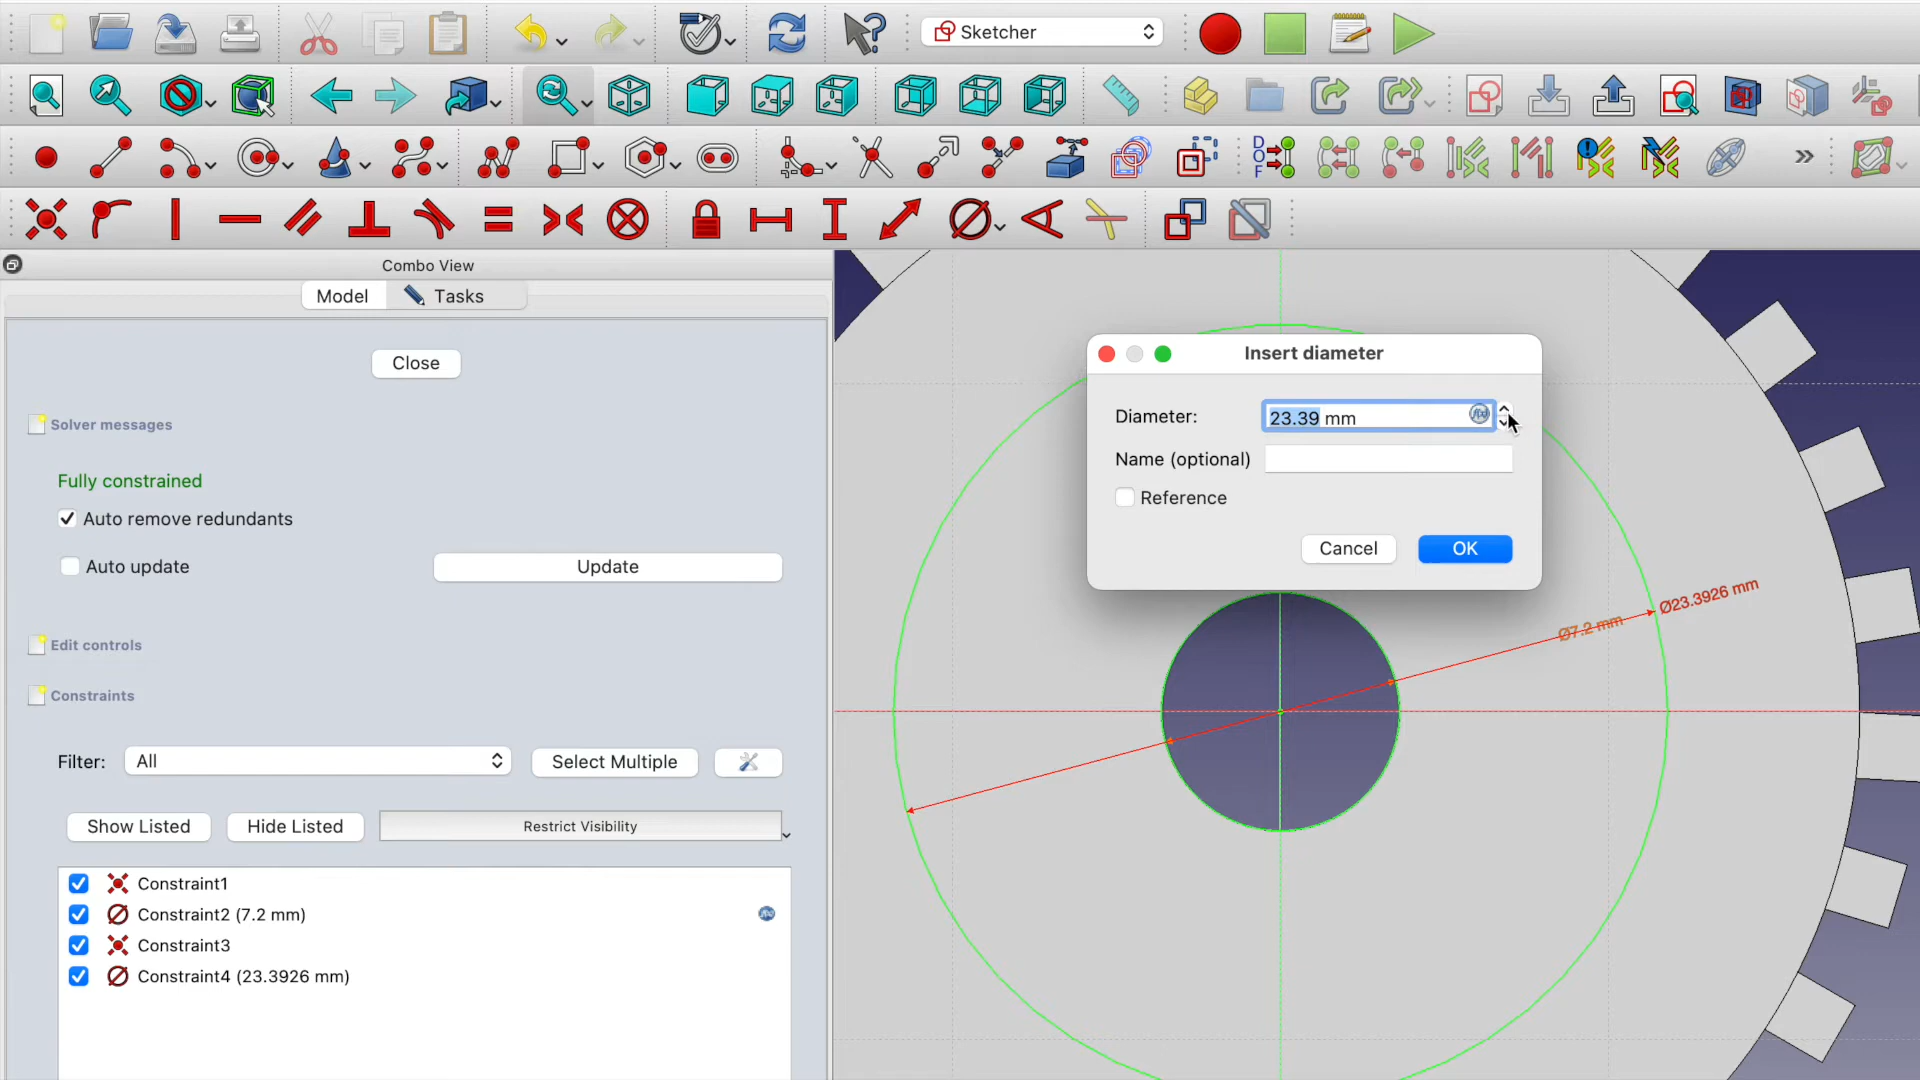 Sketcher
DOF
Combo View
Model
Tasks
Close
Solver messages
Fully constrained
Auto remove redundants
Auto update
Update
Edit controls
Constraints
Filter:
All
Select Multiple
Show Listed
Hide Listed
Restrict Visibility
Constraint1
Constraint2 (7.2 mm)
Constraint3
Constraint4 (23.3926 mm)
Insert diameter
Diameter:
23.39 mm
Name (optional)
Reference
Cancel
OK
Ø7.2 mm
Ø23.3926 mm